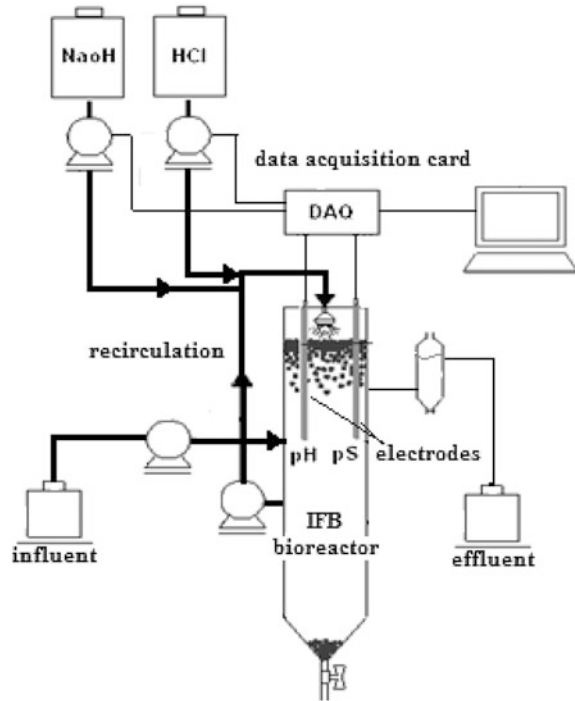 NaoH
HCl
data acquisition card
DAQ
recirculation
pH
pS
electrodes
IFB
bioreactor
influent
effluent